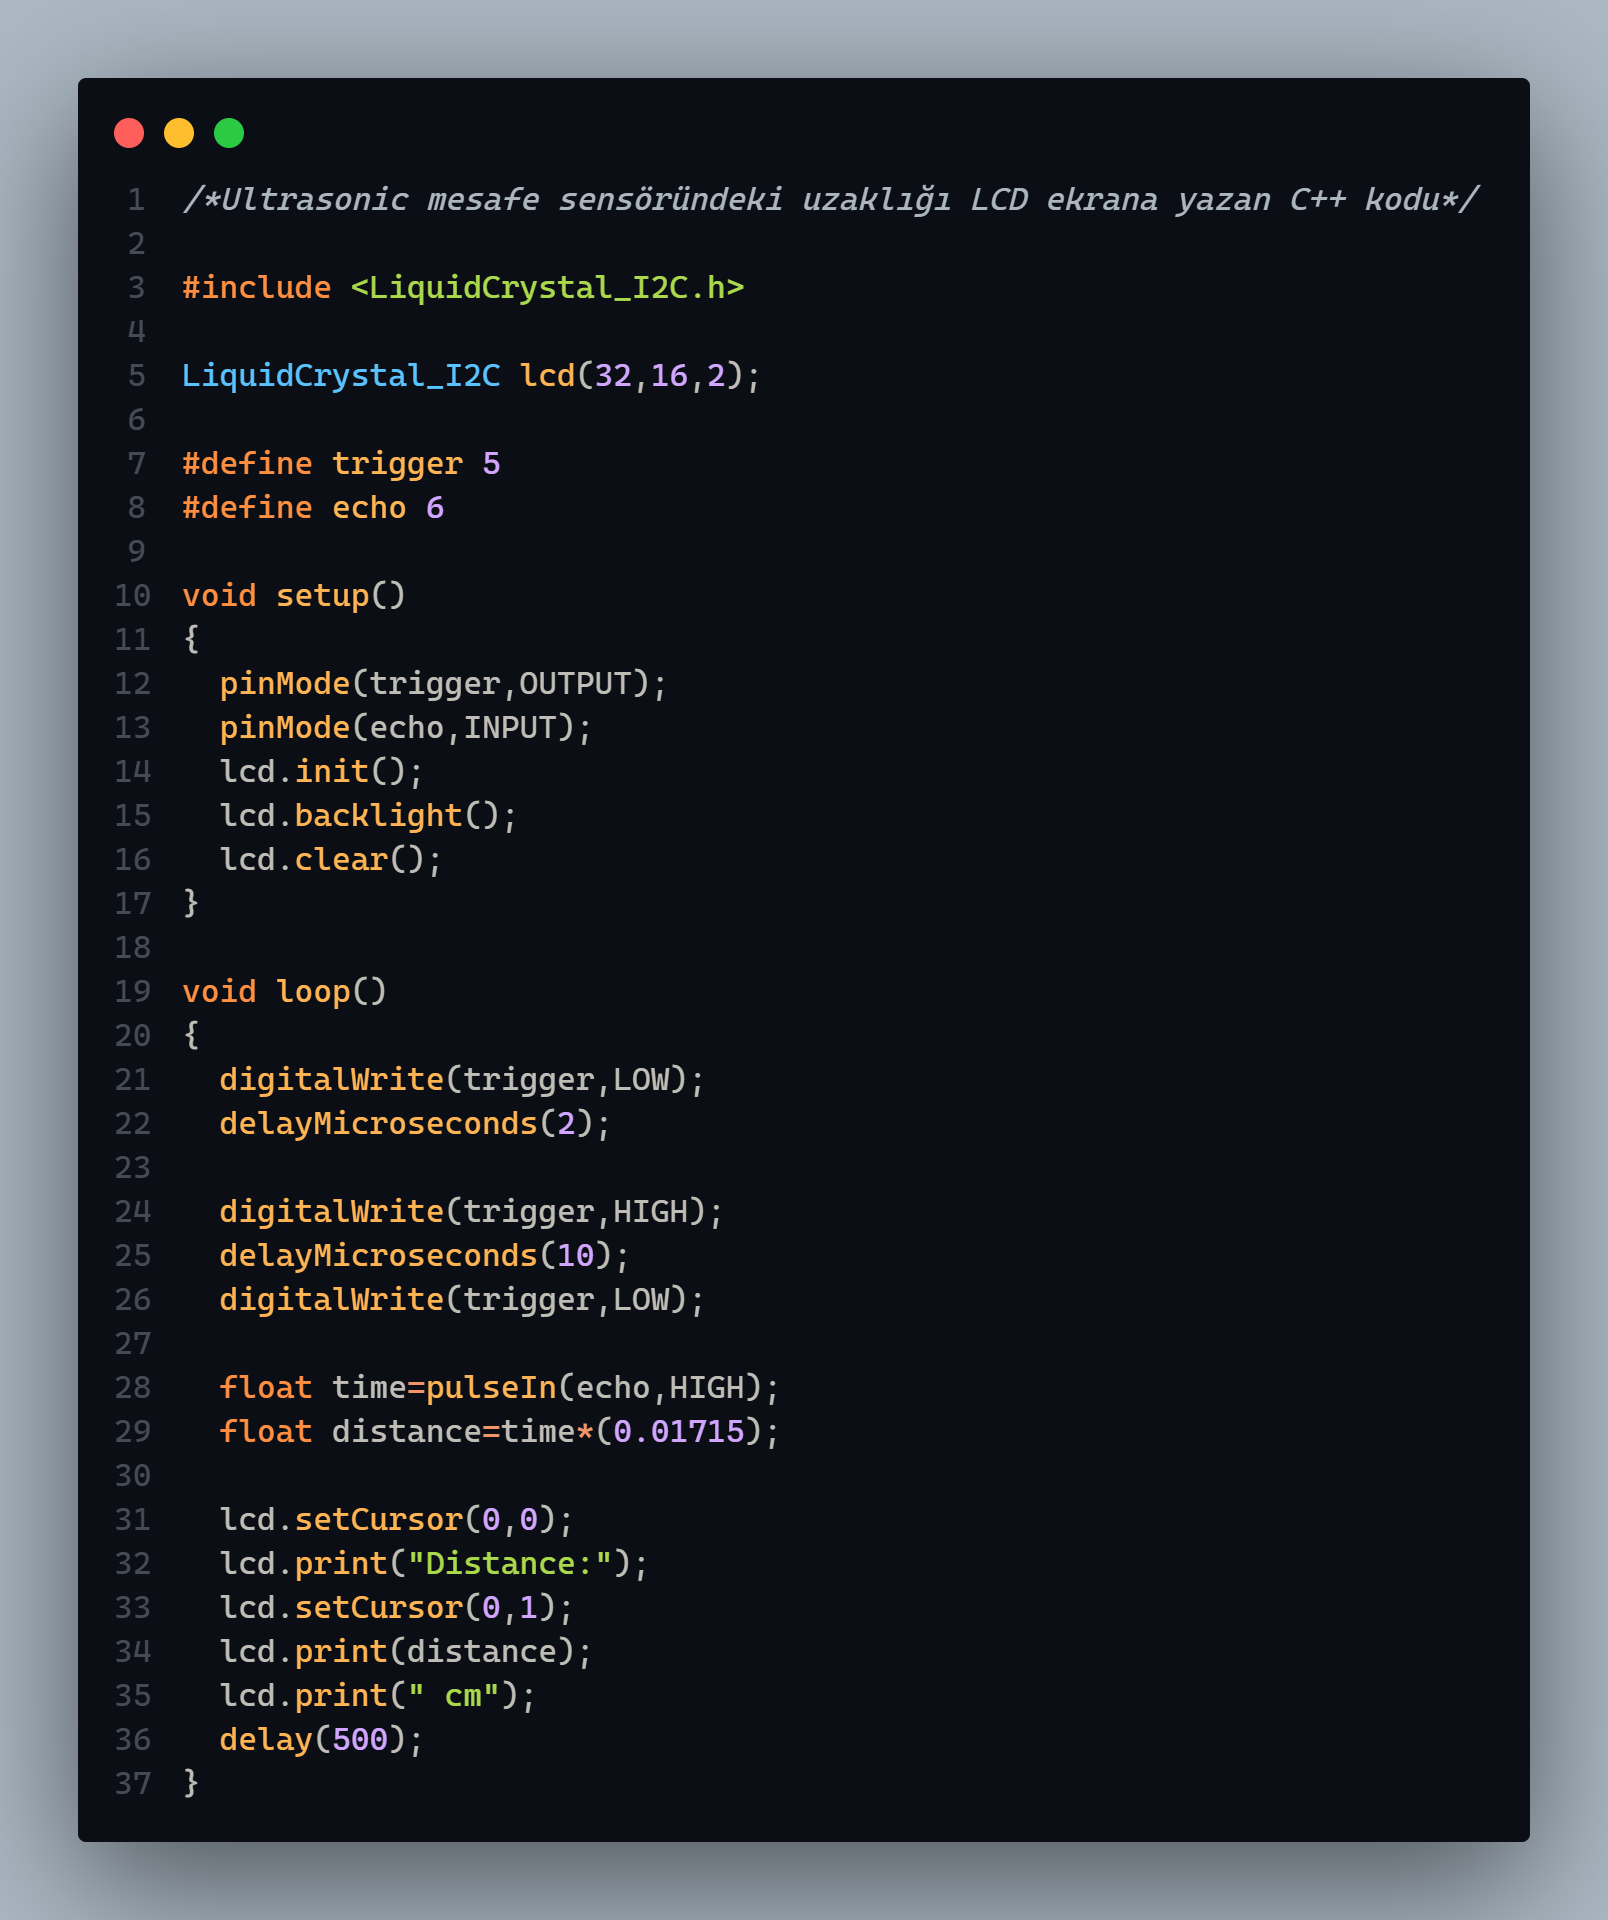 1 /*Ultrasonic mesafe sensöründeki uzaklığı LCD ekrana yazan C++ kodu*/
2
3 #include <LiquidCrystal_I2C.h>
4
5 LiquidCrystal_I2C lcd(32,16,2);
6
7 #define trigger 5
8 #define echo 6
9
10 void setup()
11 {
12   pinMode(trigger,OUTPUT);
13   pinMode(echo,INPUT);
14   lcd.init();
15   lcd.backlight();
16   lcd.clear();
17 }
18
19 void loop()
20 {
21   digitalWrite(trigger,LOW);
22   delayMicroseconds(2);
23
24   digitalWrite(trigger,HIGH);
25   delayMicroseconds(10);
26   digitalWrite(trigger,LOW);
27
28   float time=pulseIn(echo,HIGH);
29   float distance=time*(0.01715);
30
31   lcd.setCursor(0,0);
32   lcd.print("Distance:");
33   lcd.setCursor(0,1);
34   lcd.print(distance);
35   lcd.print(" cm");
36   delay(500);
37 }